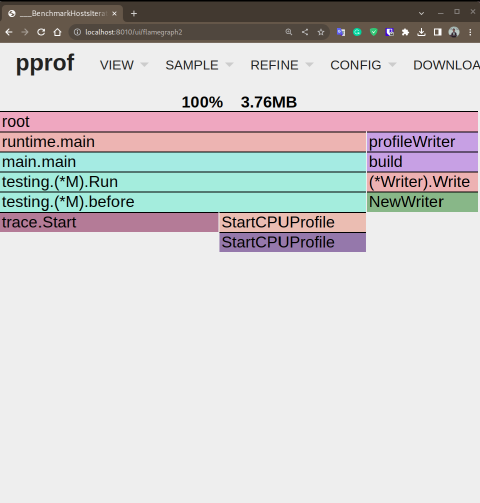 ___BenchmarkHostsItero
localhost:8010/ui/flamegraph2
pprof VIEW SAMPLE REFINE CONFIG DOWNLOA
100% 3.76MB
root
runtime.main profileWriter
main.main build
testing.(*M).Run (*Writer).Write
testing.(*M).before NewWriter
trace.Start StartCPUProfile
StartCPUProfile